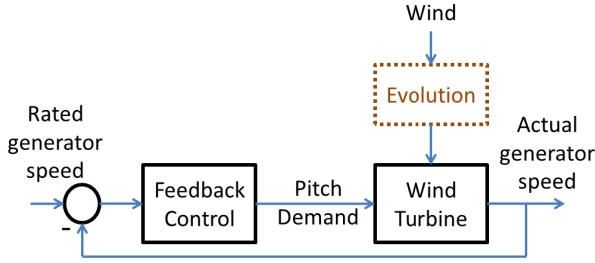 Wind
Evolution
Rated
generator
speed
Actual
generator
speed
-
Feedback
Control
Pitch
Demand
Wind
Turbine